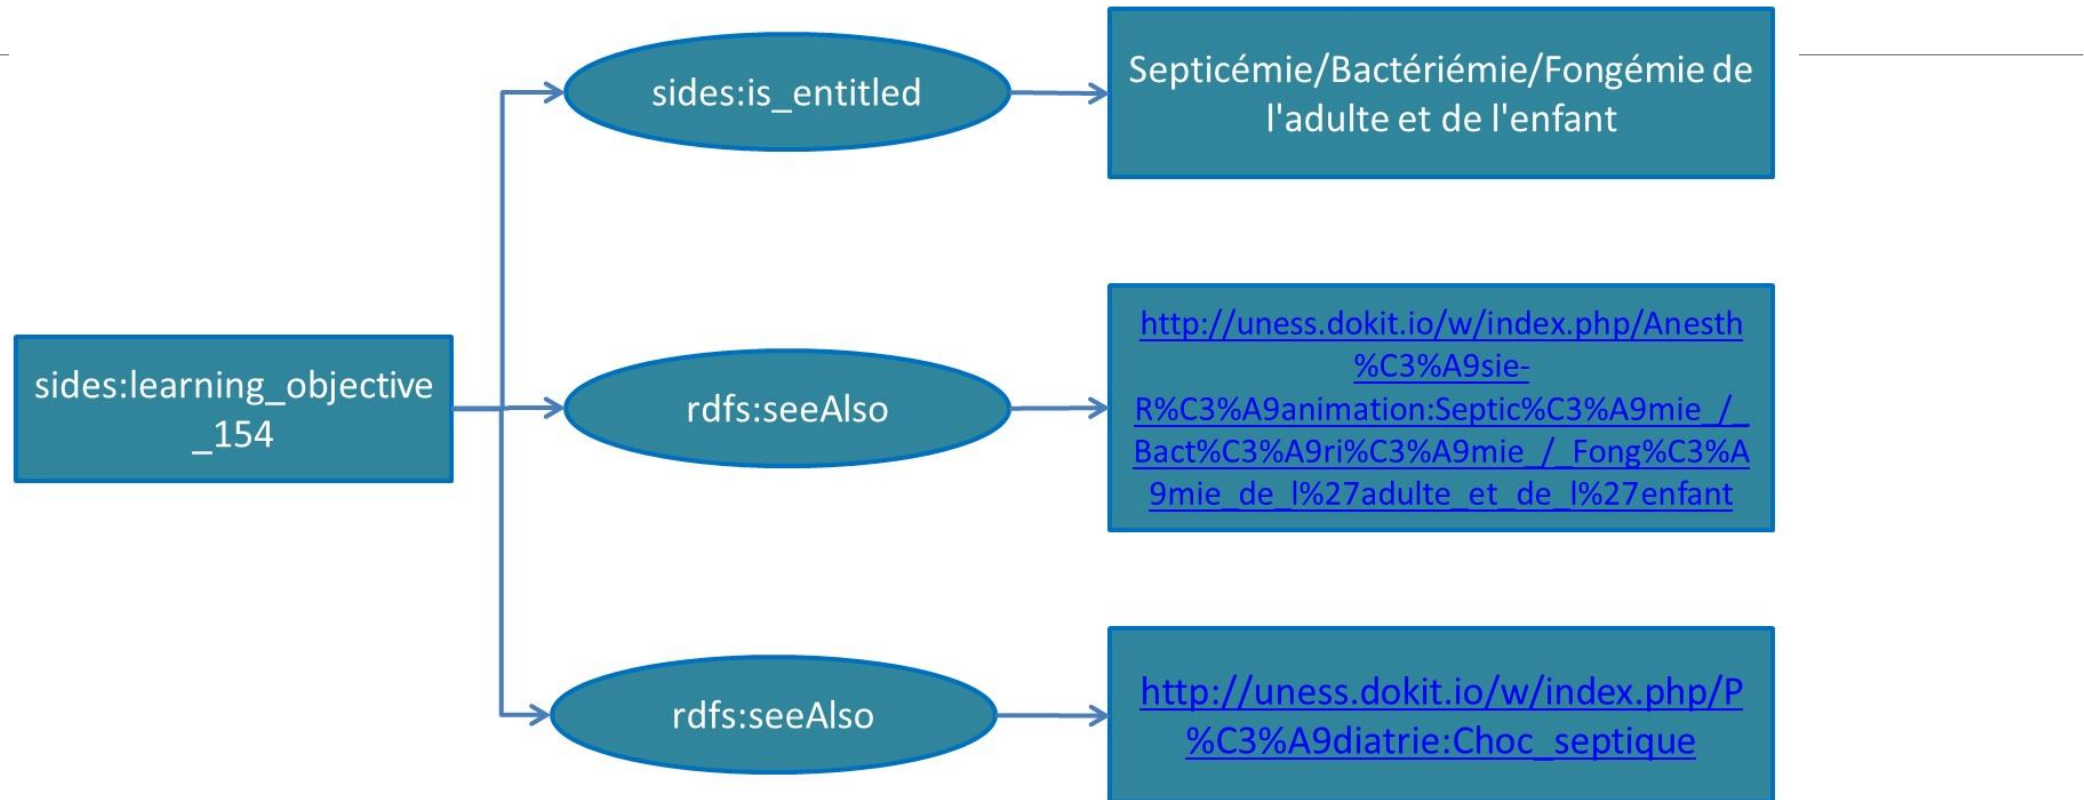 sides:is_entitled
Septicémie/Bactériémie/Fongémie de
l'adulte et de l'enfant
sides:learning_objective
_154
rdfs:seeAlso
http://uness.dokit.io/w/index.php/Anesth
%C3%A9sie-
R%C3%A9animation:Septic%C3%A9mie_/_
Bact%C3%A9ri%C3%A9mie_/_Fong%C3%A
9mie_de_l%27adulte_et_de_l%27enfant
rdfs:seeAlso
http://uness.dokit.io/w/index.php/P
%C3%A9diatrie:Choc_septique